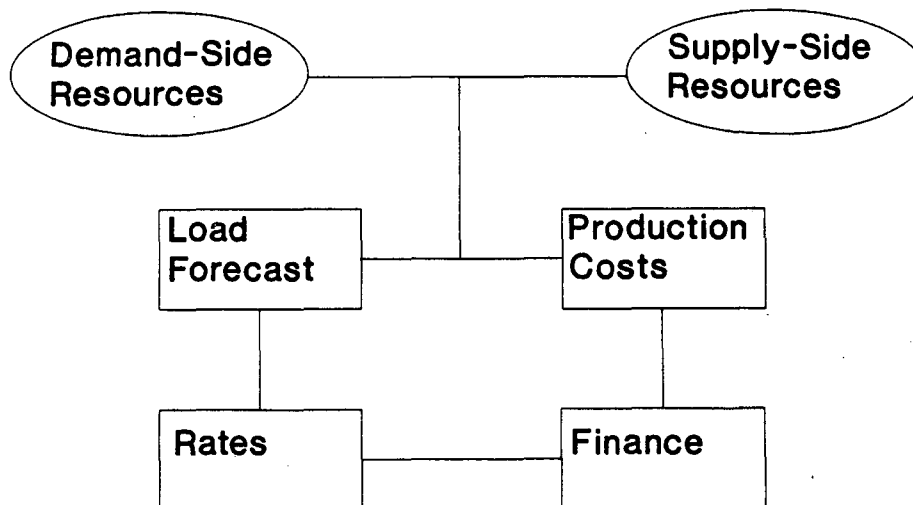 Demand-Side
Resources
Supply-Side
Resources
Load
Forecast
Production
Costs
Rates
Finance